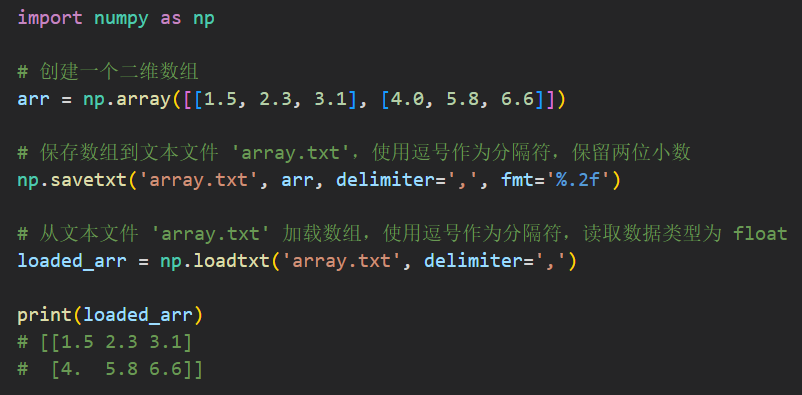 import numpy as np
# 创建一个二维数组
arr = np.array([[1.5, 2.3, 3.1], [4.0, 5.8, 6.6]])
# 保存数组到文本文件 'array.txt'，使用逗号作为分隔符，保留两位小数
np.savetxt('array.txt', arr, delimiter=',', fmt='%.2f')
# 从文本文件 'array.txt' 加载数组，使用逗号作为分隔符，读取数据类型为 float
loaded_arr = np.loadtxt('array.txt', delimiter=',')
print(loaded_arr)
# [[1.5 2.3 3.1]
#  [4.  5.8 6.6]]